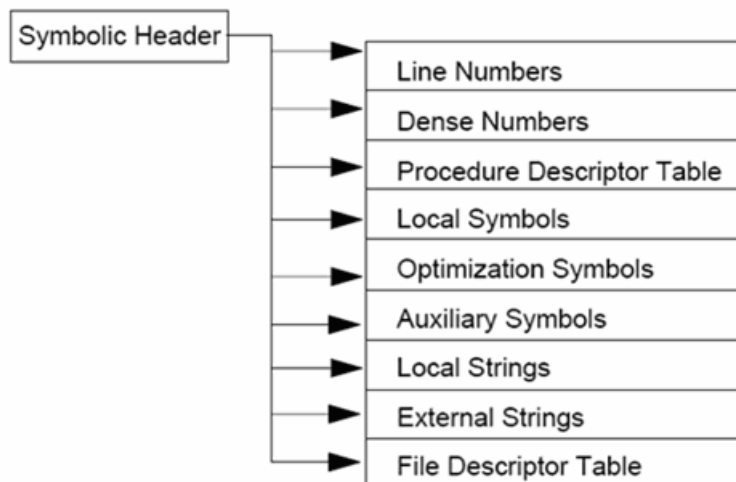 Symbolic Header
Line Numbers
Dense Numbers
Procedure Descriptor Table
Local Symbols
Optimization Symbols
Auxiliary Symbols
Local Strings
External Strings
File Descriptor Table